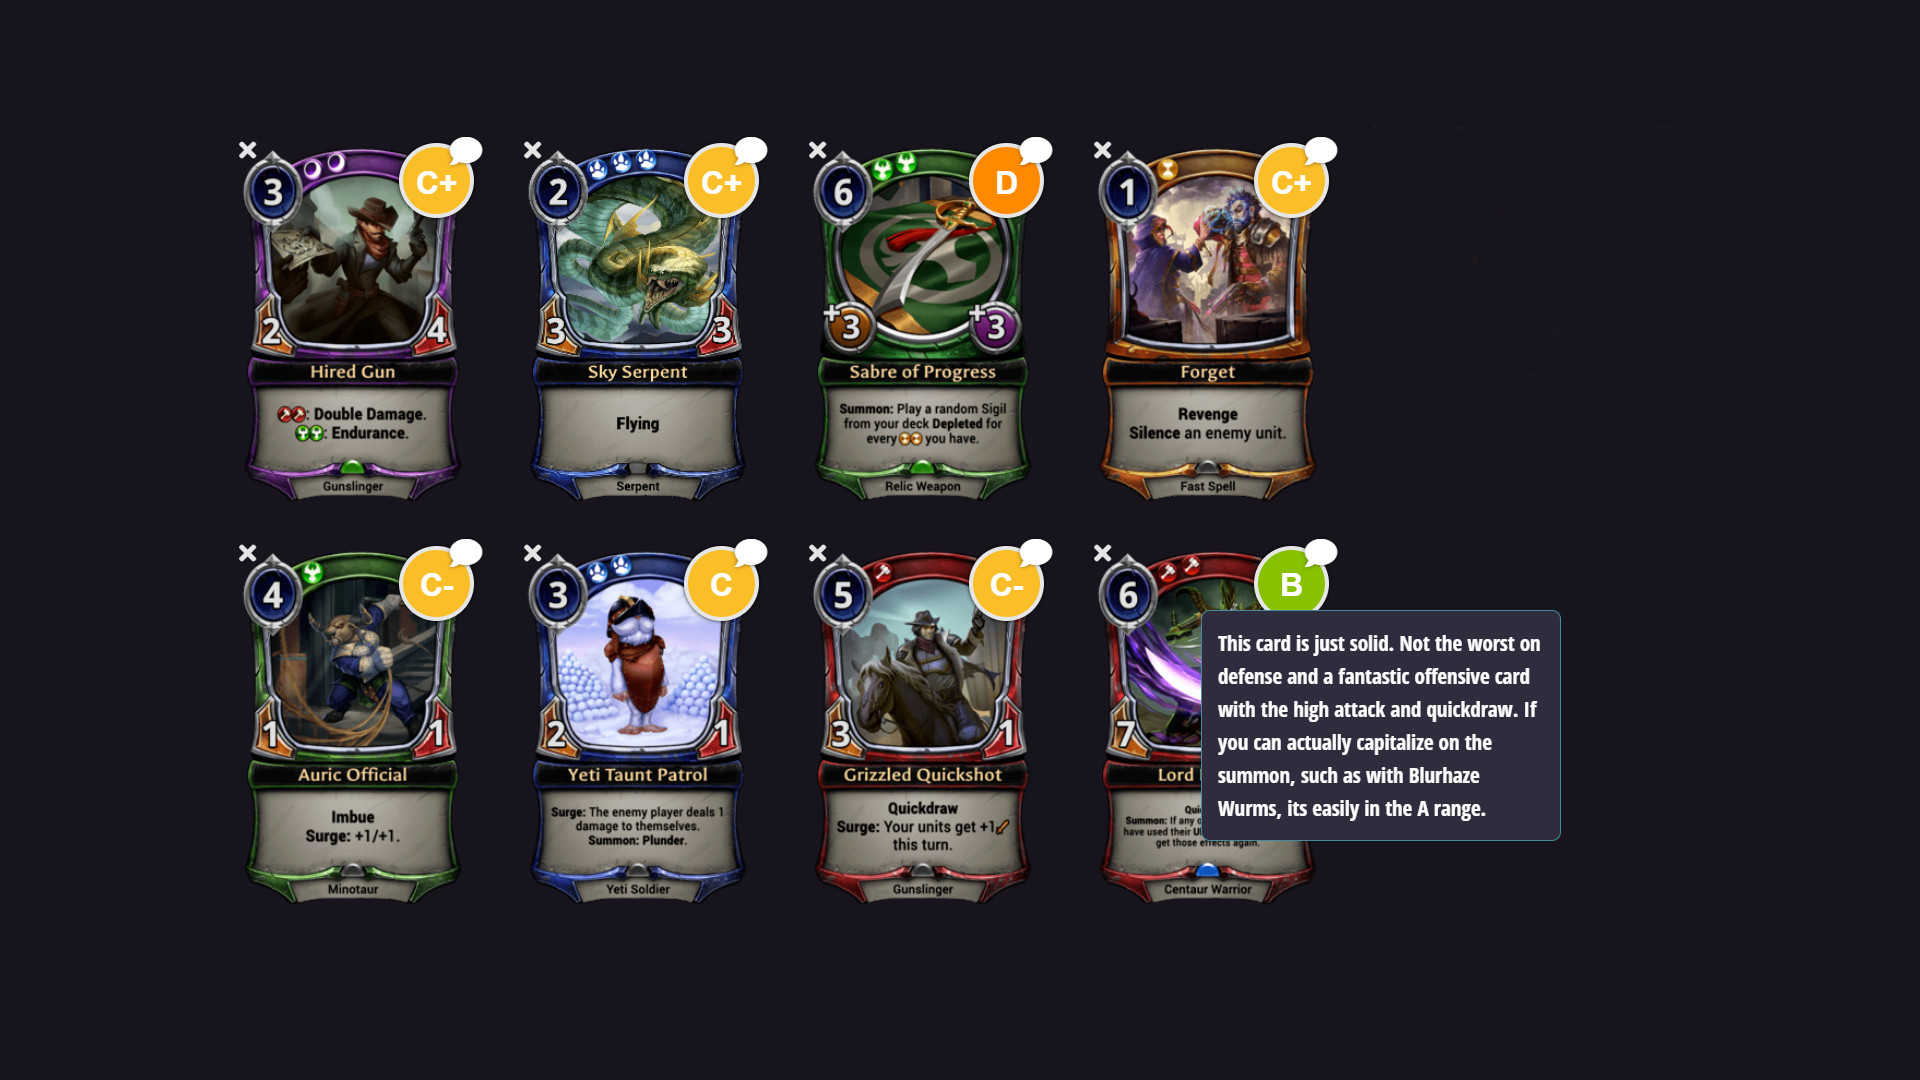 3
C+
2
4
Hired Gun
: Double Damage.
: Endurance.
Gunslinger
2
C+
3
3
Sky Serpent
Flying
Serpent
6
D
+3
+3
Sabre of Progress
Summon: Play a random Sigil
from your deck Depleted for
every you have.
Relic Weapon
1
C+
Forget
Revenge
Silence an enemy unit.
Fast Spell
4
C-
1
1
Auric Official
Imbue
Surge: +1/+1.
Minotaur
3
C
2
1
Yeti Taunt Patrol
Surge: The enemy player deals 1
damage to themselves.
Summon: Plunder.
Yeti Soldier
5
C-
3
1
Grizzled Quickshot
Quickdraw
Surge: Your units get +1
this turn.
Gunslinger
6
B
7
Lord
Summon: If any
have used their
get those effects again.
Centaur Warrior
This card is just solid. Not the worst on
defense and a fantastic offensive card
with the high attack and quickdraw. If
you can actually capitalize on the
summon, such as with Blurhaze
Wurms, its easily in the A range.